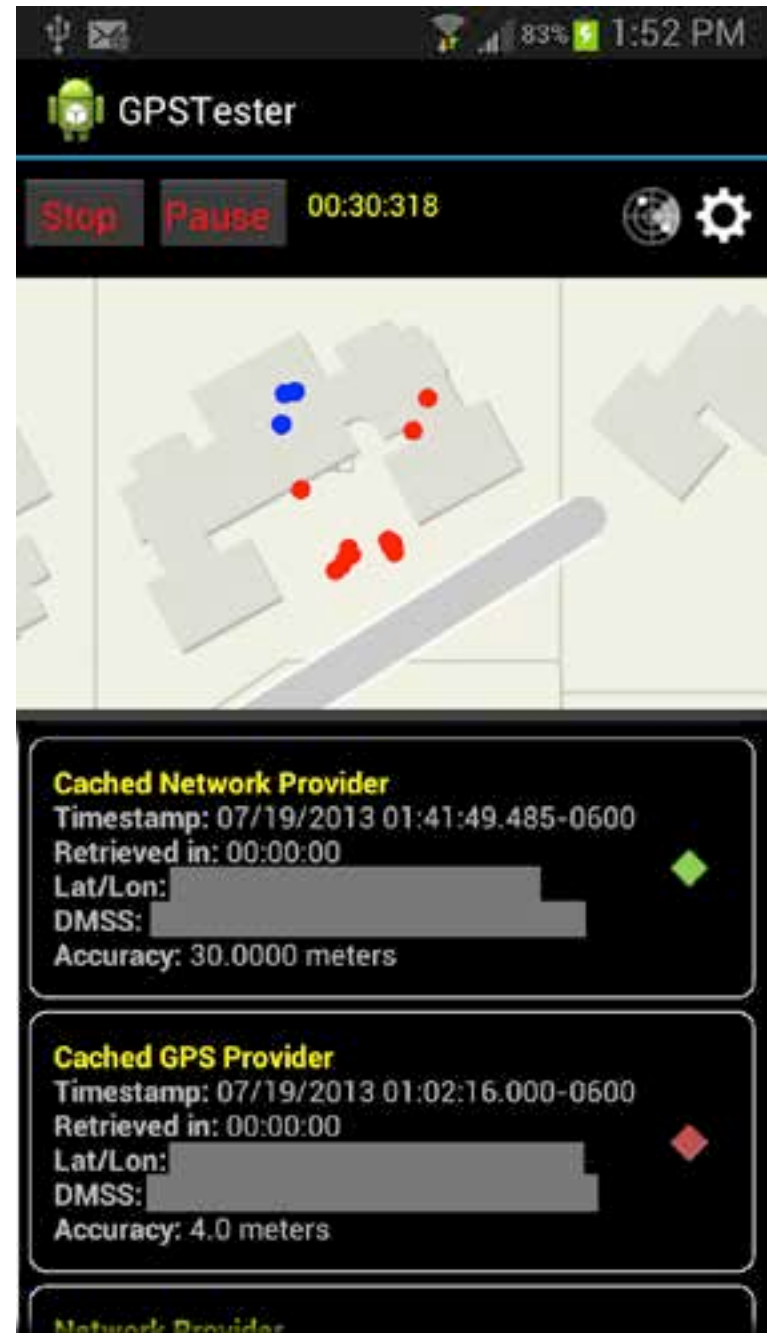 83% 1:52 PM
GPSTester
Stop Pause 00:30:318
Cached Network Provider
Timestamp: 07/19/2013 01:41:49.485-0600
Retrieved in: 00:00:00
Lat/Lon:
DMSS:
Accuracy: 30.0000 meters
Cached GPS Provider
Timestamp: 07/19/2013 01:02:16.000-0600
Retrieved in: 00:00:00
Lat/Lon:
DMSS:
Accuracy: 4.0 meters
Network Provider